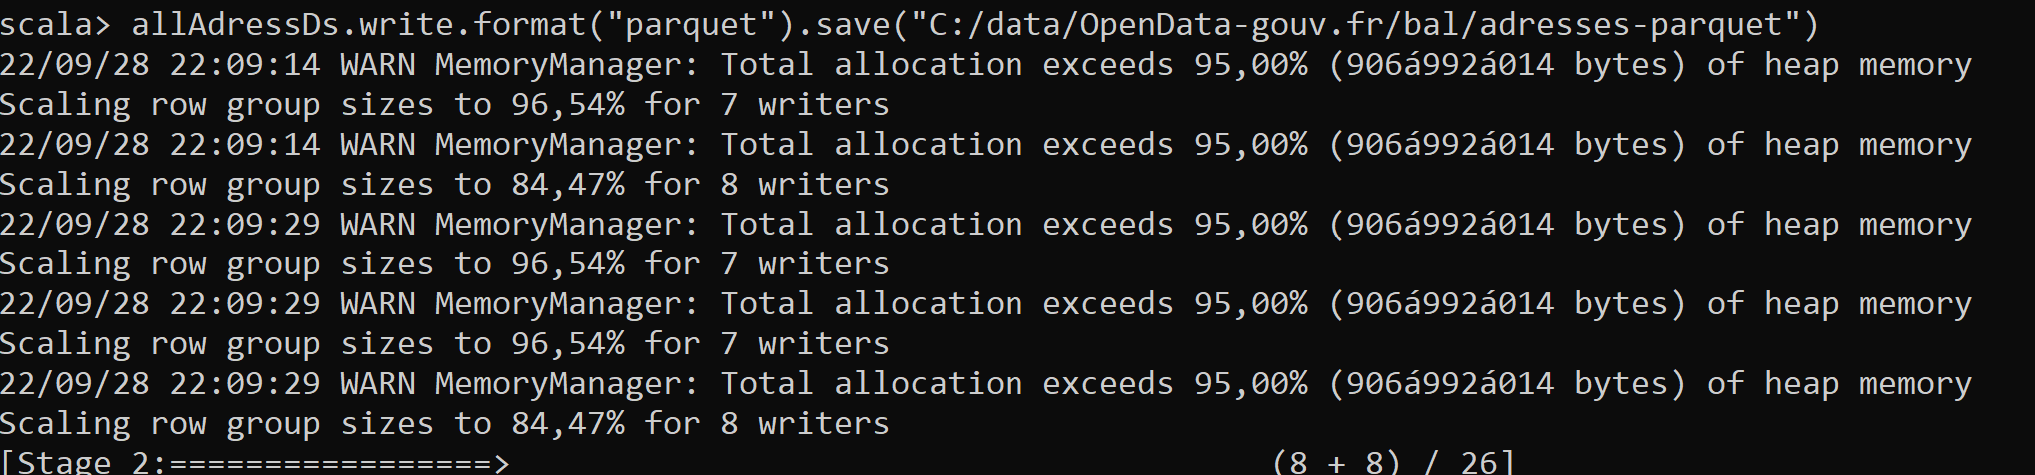 scala> allAdressDs.write.format("parquet").save("C:/data/OpenData-gouv.fr/bal/adresses-parquet")
22/09/28 22:09:14 WARN MemoryManager: Total allocation exceeds 95,00% (906á992á014 bytes) of heap memory
Scaling row group sizes to 96,54% for 7 writers
22/09/28 22:09:14 WARN MemoryManager: Total allocation exceeds 95,00% (906á992á014 bytes) of heap memory
Scaling row group sizes to 84,47% for 8 writers
22/09/28 22:09:29 WARN MemoryManager: Total allocation exceeds 95,00% (906á992á014 bytes) of heap memory
Scaling row group sizes to 96,54% for 7 writers
22/09/28 22:09:29 WARN MemoryManager: Total allocation exceeds 95,00% (906á992á014 bytes) of heap memory
Scaling row group sizes to 96,54% for 7 writers
22/09/28 22:09:29 WARN MemoryManager: Total allocation exceeds 95,00% (906á992á014 bytes) of heap memory
Scaling row group sizes to 84,47% for 8 writers
[Stage 2:=================>                                        (8 + 8) / 26]